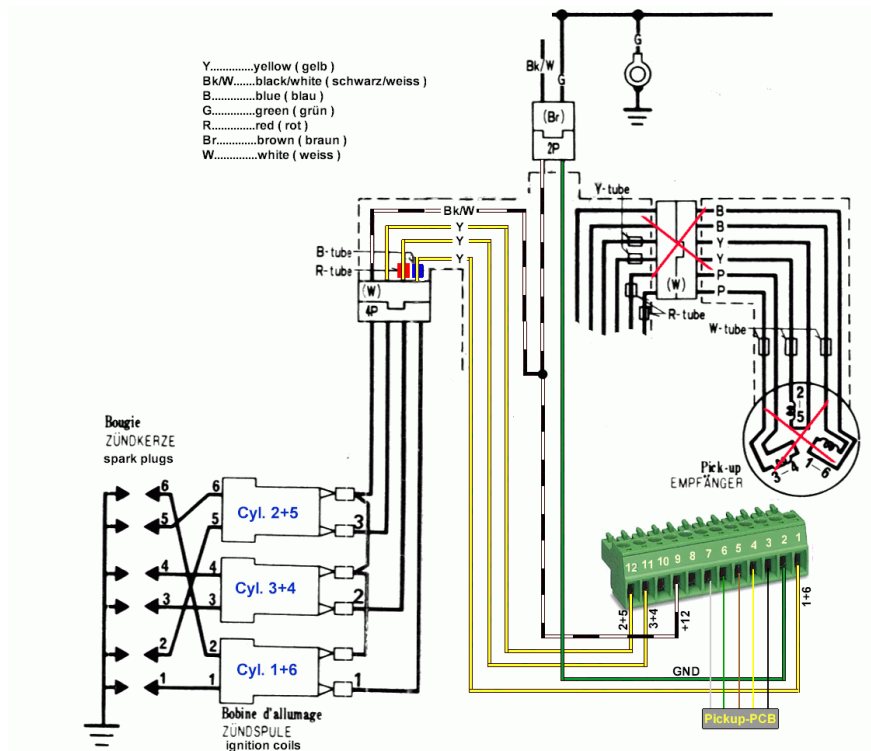 G
Bk/W
G
Y.............yellow ( gelb )
Bk/W.......black/white ( schwarz/weiss )
B..............blue ( blau )
G.............green ( grün )
R.............red ( rot )
Br............brown ( braun )
W.............white ( weiss )
(Br)
2P
Y-tube
Bk/W
Y
Y
Y
B
B
Y
Y
P
P
B-tube
R-tube
(W)
4P
(W)
R-tube
W-tube
2-5
3-4
1-6
Pick-up
EMPFÄNGER
Bougie
ZÜNDKERZE
spark plugs
6
5
4
3
2
1
6
5
4
3
2
1
Cyl. 2+5
Cyl. 3+4
Cyl. 1+6
3
2
1
Bobine d'allumage
ZÜNDSPULE
ignition coils
12 11 10 9 8 7 6 5 4 3 2 1
2+5
3+4
+12
1+6
GND
Pickup-PCB